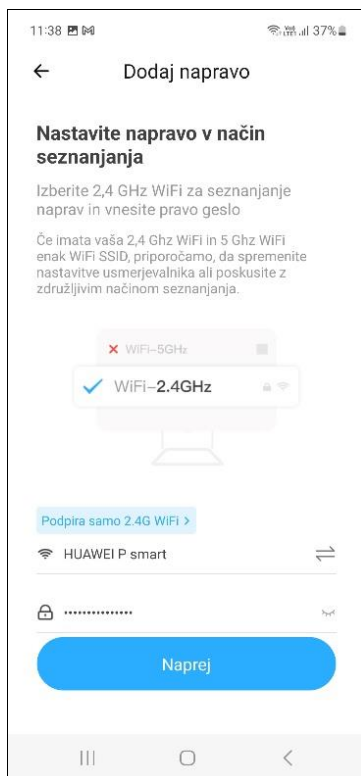 11:38 37%
Dodaj napravo
Nastavite napravo v način
seznanjanja
Izberite 2,4 GHz WiFi za seznanjanje
naprav in vnesite pravo geslo
Če imata vaša 2,4 Ghz WiFi in 5 Ghz WiFi
enak WiFi SSID, priporočamo, da spremenite
nastavitve usmerjevalnika ali poskusite z
združljivim načinom seznanjanja.
WiFi–5GHz
WiFi–2.4GHz
Podpira samo 2.4G WiFi >
HUAWEI P smart
Naprej